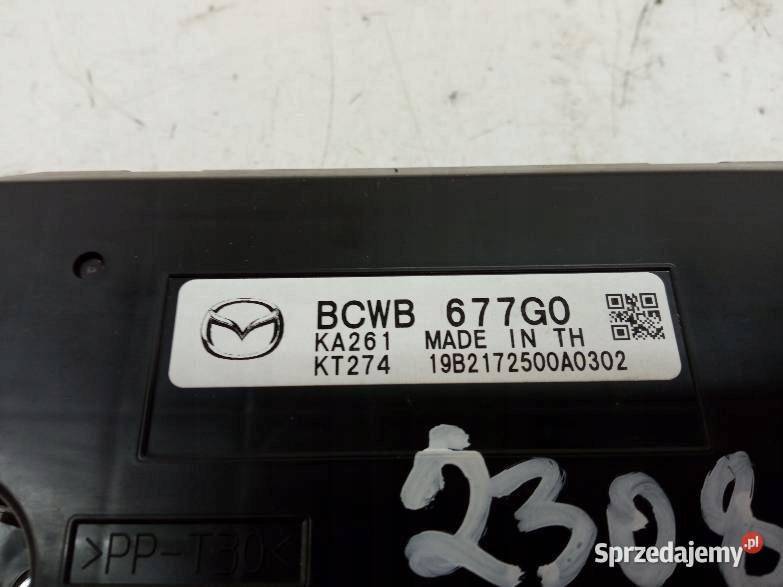 BCWB 677G0
KA261 MADE IN TH
KT274 19B2172500A0302
2308
>PP-T30<
Sprzedajemy.pl